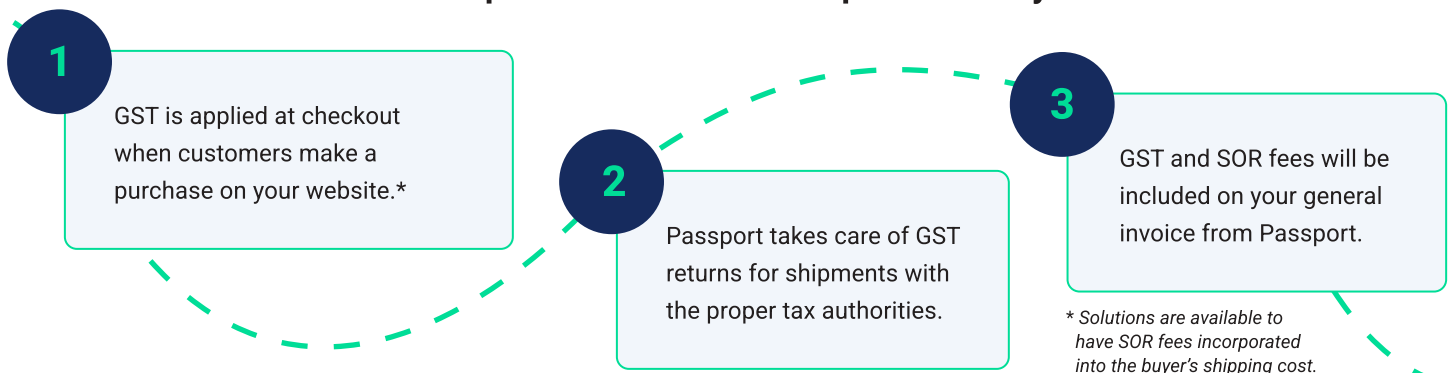 1
GST is applied at checkout
when customers make a
purchase on your website.*
2
Passport takes care of GST
returns for shipments with
the proper tax authorities.
3
GST and SOR fees will be
included on your general
invoice from Passport.
* Solutions are available to
have SOR fees incorporated
into the buyer’s shipping cost.